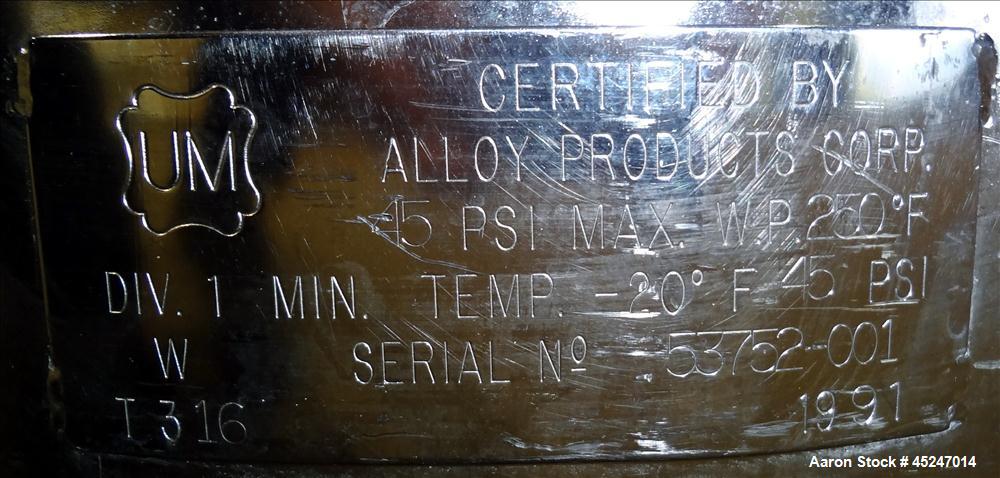 UM
CERTIFIED BY
ALLOY PRODUCTS CORP.
45 PSI MAX. W.P. 250°F
DIV. 1 MIN. TEMP. -20° F 45 PSI
W SERIAL Nº 53752-001
T316 1991
Aaron Stock # 45247014